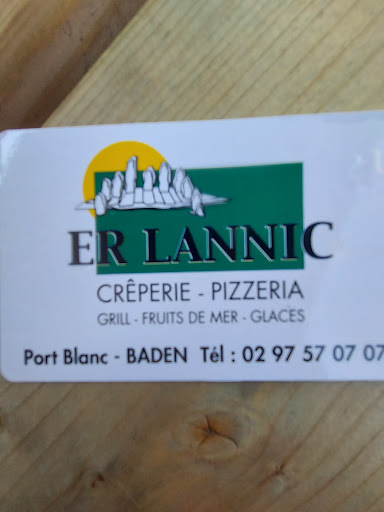 ER LANNIC
CRÊPERIE - PIZZERIA
GRILL - FRUITS DE MER - GLACES
Port Blanc - BADEN Tél : 02 97 57 07 07